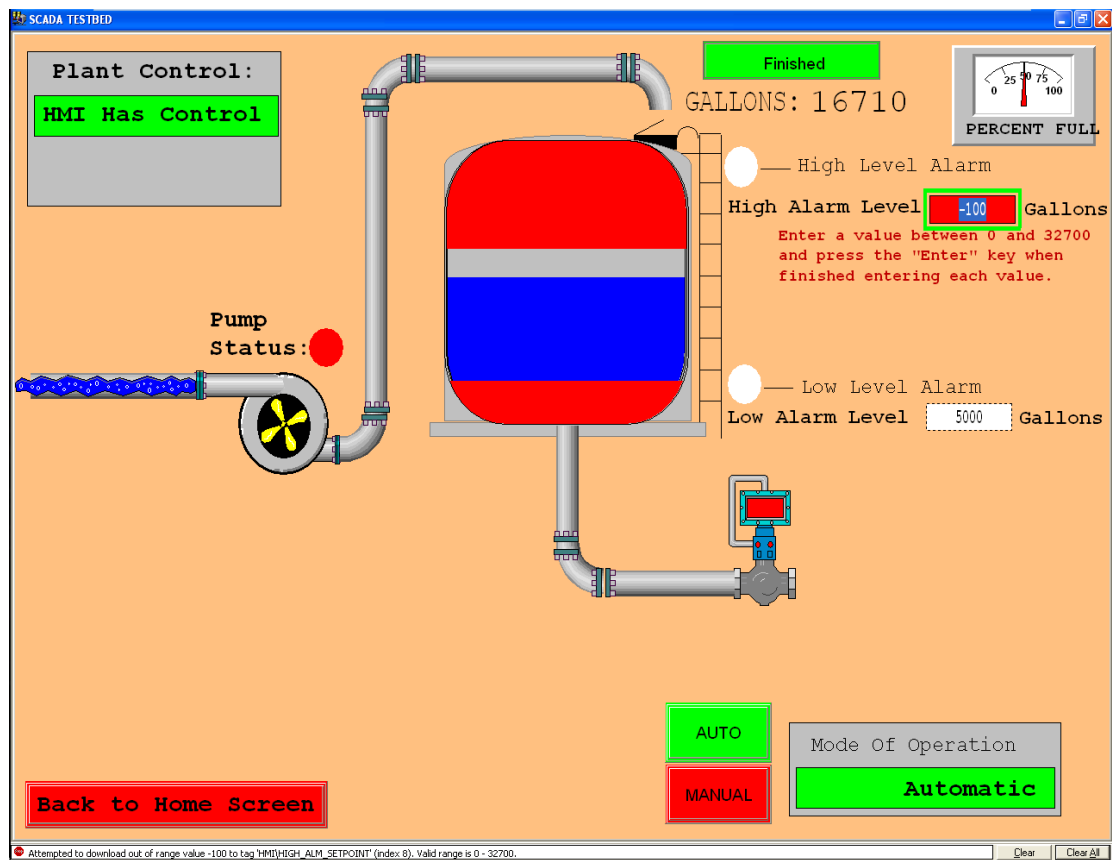 SCADA TESTBED
Plant Control:
HMI Has Control
Finished
GALLONS: 16710
0 25 50 75 100
PERCENT FULL
High Level Alarm
High Alarm Level -100 Gallons
Enter a value between 0 and 32700
and press the "Enter" key when
finished entering each value.
Pump
Status:
Low Level Alarm
Low Alarm Level 5000 Gallons
AUTO
MANUAL
Mode Of Operation
Automatic
Back to Home Screen
Attempted to download out of range value -100 to tag 'HMI\HIGH_ALM_SETPOINT' (index 8). Valid range is 0 - 32700.
Clear
Clear All